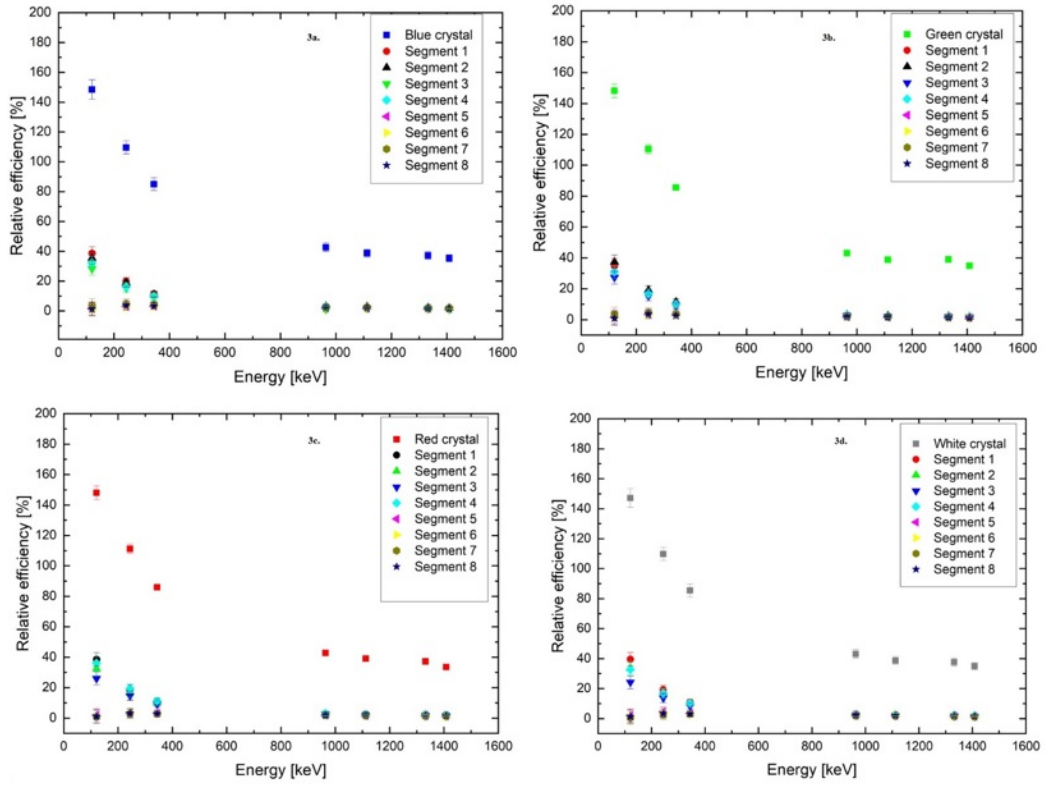 3a.
Relative efficiency [%]
200
180
160
140
120
100
80
60
40
20
0
Blue crystal
Segment 1
Segment 2
Segment 3
Segment 4
Segment 5
Segment 6
Segment 7
Segment 8
0 200 400 600 800 1000 1200 1400 1600
Energy [keV]
3b.
Relative efficiency [%]
200
180
160
140
120
100
80
60
40
20
0
Green crystal
Segment 1
Segment 2
Segment 3
Segment 4
Segment 5
Segment 6
Segment 7
Segment 8
0 200 400 600 800 1000 1200 1400 1600
Energy [keV]
3c.
Relative efficiency [%]
200
180
160
140
120
100
80
60
40
20
0
Red crystal
Segment 1
Segment 2
Segment 3
Segment 4
Segment 5
Segment 6
Segment 7
Segment 8
0 200 400 600 800 1000 1200 1400 1600
Energy [keV]
3d.
Relative efficiency [%]
200
180
160
140
120
100
80
60
40
20
0
White crystal
Segment 1
Segment 2
Segment 3
Segment 4
Segment 5
Segment 6
Segment 7
Segment 8
0 200 400 600 800 1000 1200 1400 1600
Energy [keV]